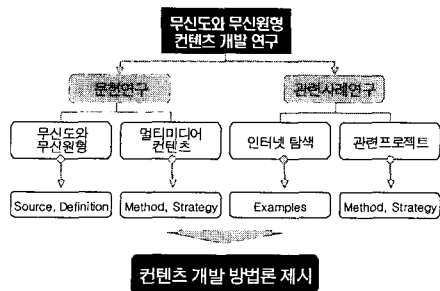 무신도와 무신원형
컨텐츠 개발 연구
문헌연구
관련사례연구
무신도와
무신원형
멀티미디어
컨텐츠
인터넷 탐색
관련프로젝트
Source, Definition
Method, Strategy
Examples
Method, Strategy
컨텐츠 개발 방법론 제시